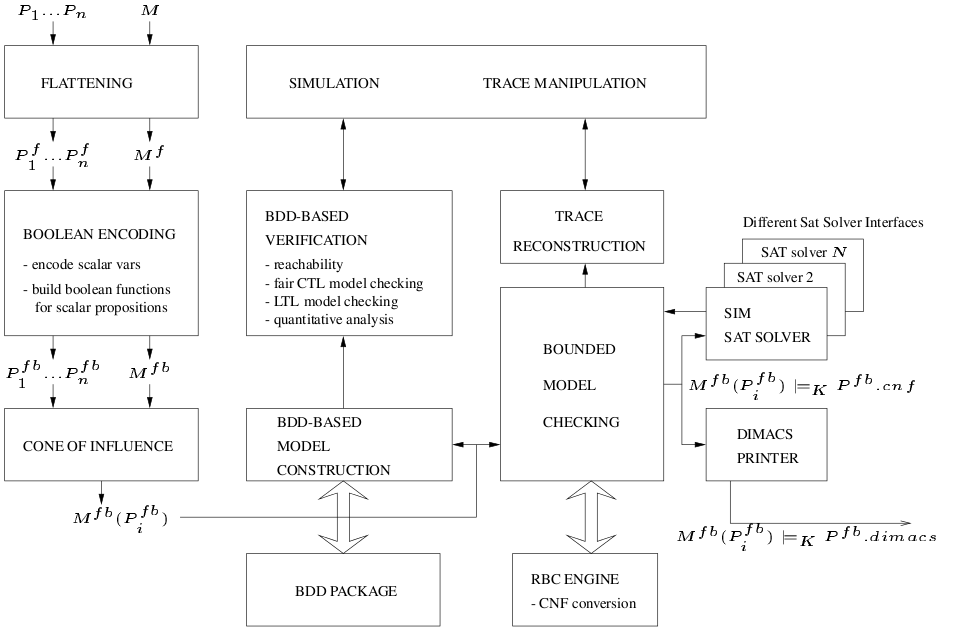 P₁...Pₙ M
FLATTENING
P₁ᶠ...Pₙᶠ Mᶠ
BOOLEAN ENCODING
- encode scalar vars
- build boolean functions
for scalar propositions
P₁ᶠᵇ...Pₙᶠᵇ Mᶠᵇ
CONE OF INFLUENCE
Mᶠᵇ(Pᵢᶠᵇ)
SIMULATION
TRACE MANIPULATION
BDD-BASED
VERIFICATION
- reachability
- fair CTL model checking
- LTL model checking
- quantitative analysis
BDD-BASED
MODEL
CONSTRUCTION
BDD PACKAGE
TRACE
RECONSTRUCTION
BOUNDED
MODEL
CHECKING
RBC ENGINE
- CNF conversion
Different Sat Solver Interfaces
SAT solver N
SAT solver 2
SIM
SAT SOLVER
Mᶠᵇ(Pᵢᶠᵇ) |=_K Pᶠᵇ.cnf
DIMACS
PRINTER
Mᶠᵇ(Pᵢᶠᵇ) |=_K Pᶠᵇ.dimacs